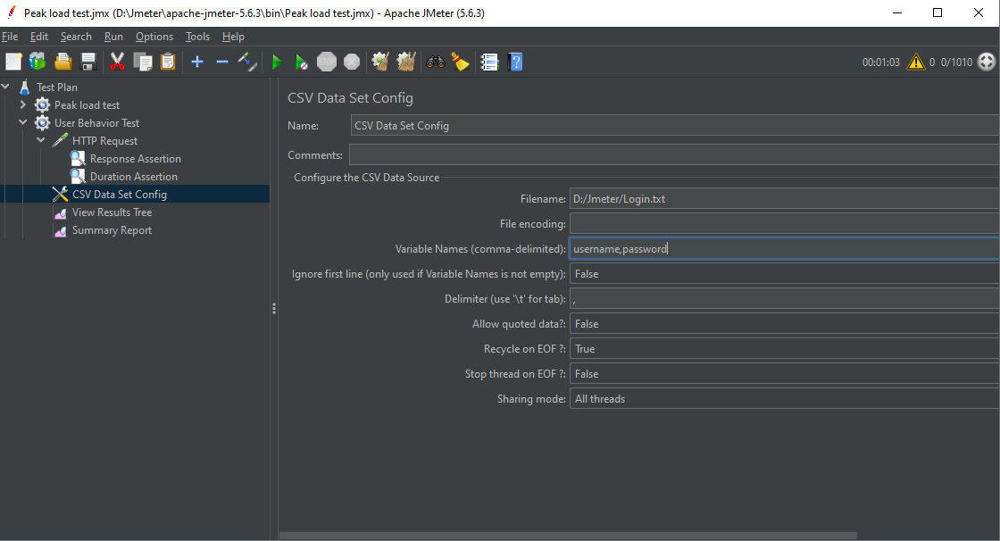 Peak load test.jmx (D:\Jmeter\apache-jmeter-5.6.3\bin\Peak load test.jmx) - Apache JMeter (5.6.3)
File Edit Search Run Options Tools Help
00:01:03 0 0/1010
Test Plan
Peak load test
User Behavior Test
HTTP Request
Response Assertion
Duration Assertion
CSV Data Set Config
View Results Tree
Summary Report
CSV Data Set Config
Name: CSV Data Set Config
Comments:
Configure the CSV Data Source
Filename: D:/Jmeter/Login.txt
File encoding:
Variable Names (comma-delimited): username,password
Ignore first line (only used if Variable Names is not empty): False
Delimiter (use '\t' for tab): ,
Allow quoted data?: False
Recycle on EOF ?: True
Stop thread on EOF ?: False
Sharing mode: All threads